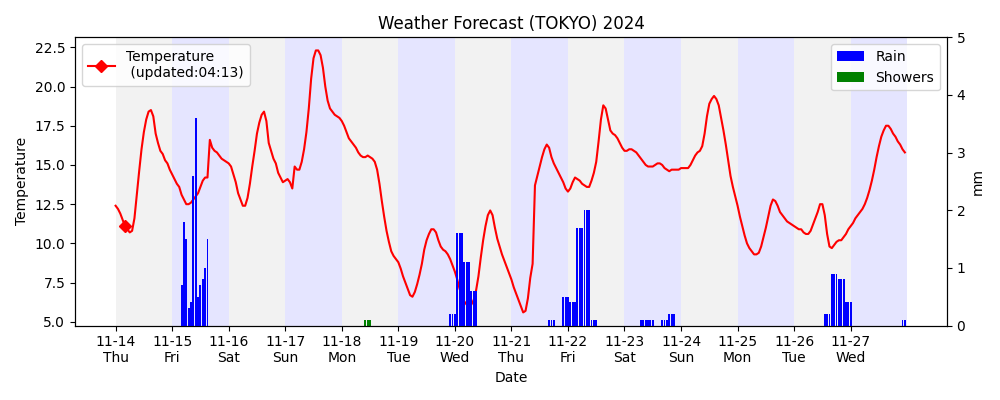 Weather Forecast (TOKYO) 2024
Temperature
(updated:04:13)
Rain
Showers
Temperature
22.5
20.0
17.5
15.0
12.5
10.0
7.5
5.0
5
4
3
2
1
0
mm
11-14 11-15 11-16 11-17 11-18 11-19 11-20 11-21 11-22 11-23 11-24 11-25 11-26 11-27
Thu Fri Sat Sun Mon Tue Wed Thu Fri Sat Sun Mon Tue Wed
Date